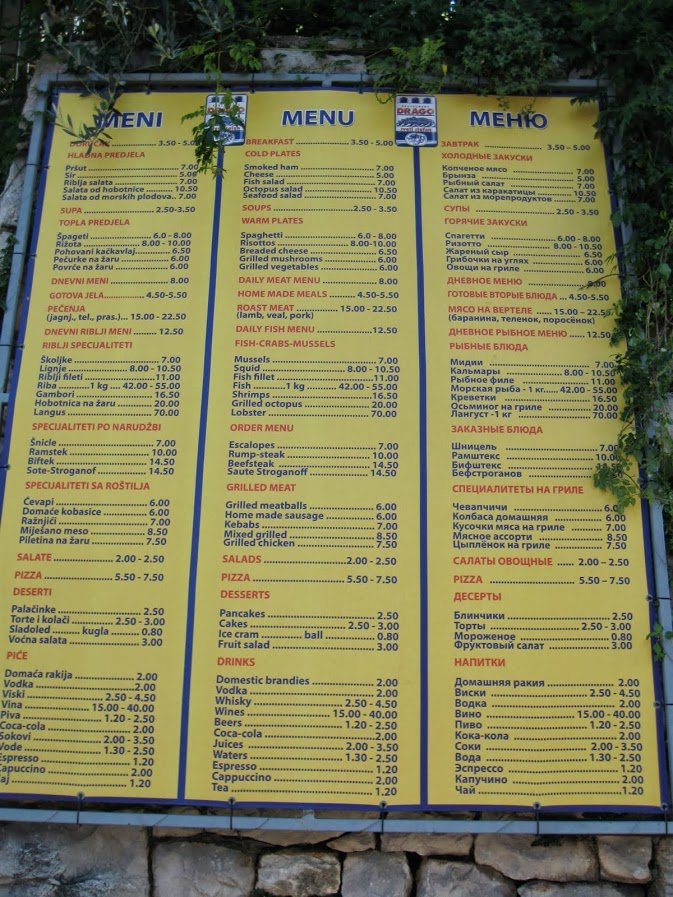 MENI
DORUČAK 3.50 - 5.00
HLADNA PREDJELA
Pršut 7.00
Sir 5.00
Riblja salata 7.00
Salata od hobotnice 10.50
Salata od morskih plodova.. 7.00
SUPA 2.50-3.50
TOPLA PREDJELA
Špageti 6.0 - 8.00
Rižota 8.00 - 10.00
Pohovani kačkavalj 6.50
Pečurke na žaru 6.00
Povrće na žaru 6.00
DNEVNI MENI 8.00
GOTOVA JELA 4.50-5.50
PEČENJA
(jagnj., tel., pras.)... 15.00 - 22.50
DNEVNI RIBLJI MENI 12.50
RIBLJI SPECIALITETI
Školjke 7.00
Lignje 8.00 - 10.50
Riblji fileti 11.00
Riba 1 kg 42.00 - 55.00
Gambori 16.50
Hobotnica na žaru 20.00
Langus 70.00
SPECIJALITETI PO NARUDŽBI
Šnicle 7.00
Ramstek 10.00
Biftek 14.50
Sote-Stroganof 14.50
SPECIJALITETI SA ROŠTILJA
Ćevapi 6.00
Domaće kobasice 6.00
Ražnjići 7.00
Miješano meso 8.50
Piletina na žaru 7.50
SALATE 2.00 - 2.50
PIZZA 5.50 - 7.50
DESERTI
Palačinke 2.50
Torte i kolači 2.50 - 3.00
Sladoled kugla 0.80
Voćna salata 3.00
PIĆE
Domaća rakija 2.00
Vodka 2.00
Viski 2.50 - 4.50
Vina 15.00 - 40.00
Piva 1.20 - 2.50
Coca-cola 2.00
Sokovi 2.00 - 3.50
Vode 1.30 - 2.50
Espresso 1.20
Capuccino 2.00
Čaj 1.20
DRAGO
MENU
BREAKFAST 3.50 - 5.00
COLD PLATES
Smoked ham 7.00
Cheese 5.00
Fish salad 7.00
Octopus salad 10.50
Seafood salad 7.00
SOUPS 2.50 - 3.50
WARM PLATES
Spaghetti 6.0 - 8.00
Risottos 8.00-10.00
Breaded cheese 6.50
Grilled mushrooms 6.00
Grilled vegetables 6.00
DAILY MEAT MENU 8.00
HOME MADE MEALS 4.50-5.50
ROAST MEAT 15.00 - 22.50
(lamb, veal, pork)
DAILY FISH MENU 12.50
FISH-CRABS-MUSSELS
Mussels 7.00
Squid 8.00 - 10.50
Fish fillet 11.00
Fish 1 kg 42.00 - 55.00
Shrimps 16.50
Grilled octopus 20.00
Lobster 70.00
ORDER MENU
Escalopes 7.00
Rump-steak 10.00
Beefsteak 14.50
Saute Stroganoff 14.50
GRILLED MEAT
Grilled meatballs 6.00
Home made sausage 6.00
Kebabs 7.00
Mixed grilled 8.50
Grilled chicken 7.50
SALADS 2.00 - 2.50
PIZZA 5.50 - 7.50
DESSERTS
Pancakes 2.50
Cakes 2.50 - 3.00
Ice cram ball 0.80
Fruit salad 3.00
DRINKS
Domestic brandies 2.00
Vodka 2.00
Whisky 2.50 - 4.50
Wines 15.00 - 40.00
Beers 1.20 - 2.50
Coca-cola 2.00
Juices 2.00 - 3.50
Waters 1.30 - 2.50
Espresso 1.20
Cappuccino 2.00
Tea 1.20
DRAGO
МЕНЮ
ЗАВТРАК 3.50 – 5.00
ХОЛОДНЫЕ ЗАКУСКИ
Копченое мясо 7.00
Брынза 5.00
Рыбный салат 7.00
Салат из каракатицы 10.50
Салат из морепродуктов 7.00
СУПЫ 2.50 - 3.50
ГОРЯЧИЕ ЗАКУСКИ
Спагетти 6.00 - 8.00
Ризотто 8.00 - 10.00
Жареный сыр 6.50
Грибочки на углях 6.00
Овощи на гриле 6.00
ДНЕВНОЕ МЕНЮ 8.00
ГОТОВЫЕ ВТОРЫЕ БЛЮДА 4.50-5.50
МЯСО НА ВЕРТЕЛЕ 15.00 – 22.50
(баранина, теленок, поросёнок)
ДНЕВНОЕ РЫБНОЕ МЕНЮ 12.50
РЫБНЫЕ БЛЮДА
Мидии 7.00
Кальмары 8.00 - 10.50
Рыбное филе 11.00
Морская рыба - 1 кг 42.00 - 55.00
Креветки 16.50
Осьминог на гриле 20.00
Лангуст - 1 кг 70.00
ЗАКАЗНЫЕ БЛЮДА
Шницель 7.00
Рамштекс 10.00
Бифштекс
Бефстроганов
СПЕЦИАЛИТЕТЫ НА ГРИЛЕ
Чевапчичи 6.00
Колбаса домашняя 6.00
Кусочки мяса на гриле 7.00
Мясное ассорти 8.50
Цыплёнок на гриле 7.50
САЛАТЫ ОВОЩНЫЕ 2.00 – 2.50
PIZZA 5.50 – 7.50
ДЕСЕРТЫ
Блинчики 2.50
Торты 2.50 - 3.00
Мороженое 0.80
Фруктовый салат 3.00
НАПИТКИ
Домашняя ракия 2.00
Виски 2.50 - 4.50
Водка 2.00
Вино 15.00 - 40.00
Пиво 1.20 - 2.50
Кока-кола 2.00
Соки 2.00 - 3.50
Вода 1.30 - 2.50
Эспрессо 1.20
Капучино 2.00
Чай 1.20